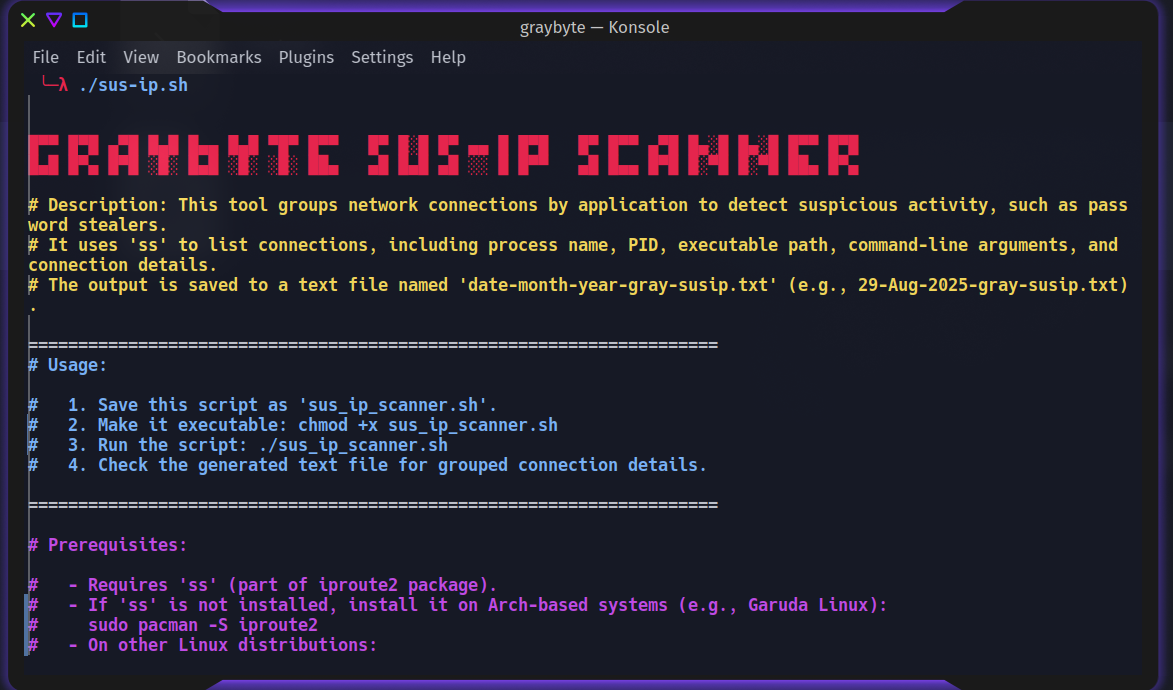 graybyte — Konsole
File Edit View Bookmarks Plugins Settings Help
╰─λ ./sus-ip.sh
GRAYbYTE SUS-IP SCANNER
# Description: This tool groups network connections by application to detect suspicious activity, such as pass
word stealers.
# It uses 'ss' to list connections, including process name, PID, executable path, command-line arguments, and
connection details.
# The output is saved to a text file named 'date-month-year-gray-susip.txt' (e.g., 29-Aug-2025-gray-susip.txt)
.
=====================================================================
# Usage:
#   1. Save this script as 'sus_ip_scanner.sh'.
#   2. Make it executable: chmod +x sus_ip_scanner.sh
#   3. Run the script: ./sus_ip_scanner.sh
#   4. Check the generated text file for grouped connection details.
=====================================================================
# Prerequisites:
#   - Requires 'ss' (part of iproute2 package).
#   - If 'ss' is not installed, install it on Arch-based systems (e.g., Garuda Linux):
#     sudo pacman -S iproute2
#   - On other Linux distributions: